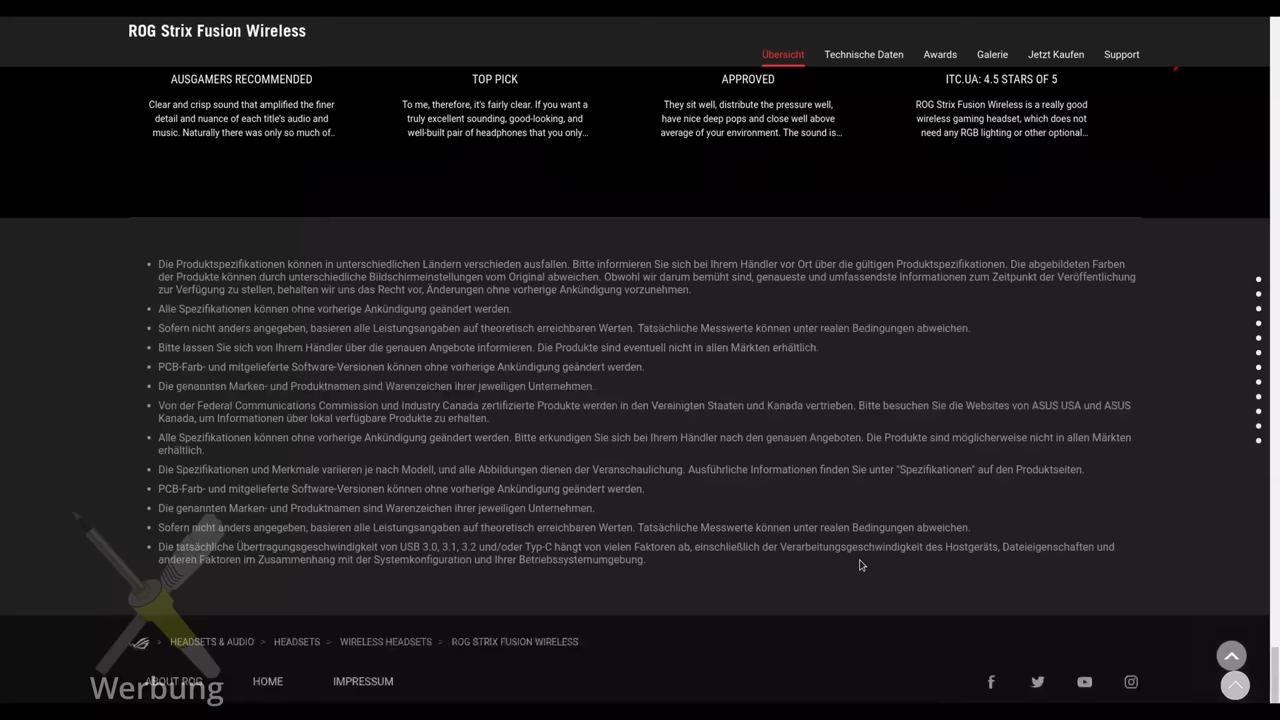 ROG Strix Fusion Wireless
Übersicht Technische Daten Awards Galerie Jetzt Kaufen Support
AUSGAMERS RECOMMENDED TOP PICK APPROVED ITC.UA: 4.5 STARS OF 5
Clear and crisp sound that amplified the finer
detail and nuance of each title's audio and
music. Naturally there was only so much of..
To me, therefore, it's fairly clear. If you want a
truly excellent sounding, good-looking, and
well-built pair of headphones that you only...
They sit well, distribute the pressure well,
have nice deep pops and close well above
average of your environment. The sound is...
ROG Strix Fusion Wireless is a really good
wireless gaming headset, which does not
need any RGB lighting or other optional...
• Die Produktspezifikationen können in unterschiedlichen Ländern verschieden ausfallen. Bitte informieren Sie sich bei Ihrem Händler vor Ort über die gültigen Produktspezifikationen. Die abgebildeten Farben
der Produkte können durch unterschiedliche Bildschirmeinstellungen vom Original abweichen. Obwohl wir darum bemüht sind, genaueste und umfassendste Informationen zum Zeitpunkt der Veröffentlichung
zur Verfügung zu stellen, behalten wir uns das Recht vor, Änderungen ohne vorherige Ankündigung vorzunehmen.
• Alle Spezifikationen können ohne vorherige Ankündigung geändert werden.
• Sofern nicht anders angegeben, basieren alle Leistungsangaben auf theoretisch erreichbaren Werten. Tatsächliche Messwerte können unter realen Bedingungen abweichen.
• Bitte lassen Sie sich von Ihrem Händler über die genauen Angebote informieren. Die Produkte sind eventuell nicht in allen Märkten erhältlich.
• PCB-Farb- und mitgelieferte Software-Versionen können ohne vorherige Ankündigung geändert werden.
• Die genannten Marken- und Produktnamen sind Warenzeichen ihrer jeweiligen Unternehmen.
• Von der Federal Communications Commission und Industry Canada zertifizierte Produkte werden in den Vereinigten Staaten und Kanada vertrieben. Bitte besuchen Sie die Websites von ASUS USA und ASUS
Kanada, um Informationen über lokal verfügbare Produkte zu erhalten.
• Alle Spezifikationen können ohne vorherige Ankündigung geändert werden. Bitte erkundigen Sie sich bei Ihrem Händler nach den genauen Angeboten. Die Produkte sind möglicherweise nicht in allen Märkten
erhältlich.
• Die Spezifikationen und Merkmale variieren je nach Modell, und alle Abbildungen dienen der Veranschaulichung. Ausführliche Informationen finden Sie unter "Spezifikationen" auf den Produktseiten.
• PCB-Farb- und mitgelieferte Software-Versionen können ohne vorherige Ankündigung geändert werden.
• Die genannten Marken- und Produktnamen sind Warenzeichen ihrer jeweiligen Unternehmen.
• Sofern nicht anders angegeben, basieren alle Leistungsangaben auf theoretisch erreichbaren Werten. Tatsächliche Messwerte können unter realen Bedingungen abweichen.
• Die tatsächliche Übertragungsgeschwindigkeit von USB 3.0, 3.1, 3.2 und/oder Typ-C hängt von vielen Faktoren ab, einschließlich der Verarbeitungsgeschwindigkeit des Hostgeräts, Dateieigenschaften und
anderen Faktoren im Zusammenhang mit der Systemkonfiguration und Ihrer Betriebssystemumgebung.
> HEADSETS & AUDIO > HEADSETS > WIRELESS HEADSETS > ROG STRIX FUSION WIRELESS
ABOUT ROG HOME IMPRESSUM
Werbung